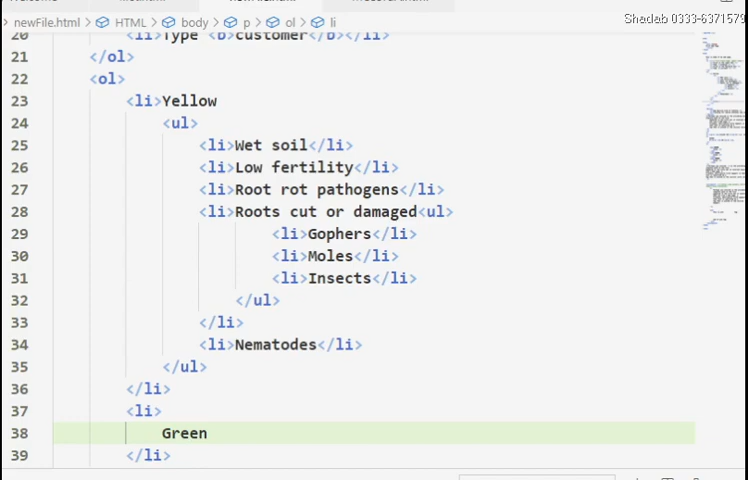 newFile.html > HTML > body > p > ol > li
Shadab 0333-6371579
20 <li>Type <b>customer</b></li>
21 </ol>
22 <ol>
23 <li>Yellow
24 <ul>
25 <li>Wet soil</li>
26 <li>Low fertility</li>
27 <li>Root rot pathogens</li>
28 <li>Roots cut or damaged<ul>
29 <li>Gophers</li>
30 <li>Moles</li>
31 <li>Insects</li>
32 </ul>
33 </li>
34 <li>Nematodes</li>
35 </ul>
36 </li>
37 <li>
38 Green
39 </li>